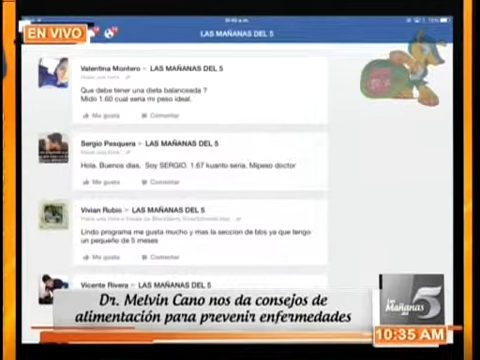 EN VIVO
10:45 a.m.
LAS MAÑANAS DEL 5
Valentina Montero LAS MAÑANAS DEL 5
Que debe tener una dieta balanceada ?
Mido 1.60 cual seria mi peso ideal.
Me gusta Comentar
Sergio Pesquera LAS MAÑANAS DEL 5
Hola. Buenos dias. Soy SERGIO. 1.67 kuanto seria. Mipeso doctor
Me gusta Comentar
Vivian Rubio LAS MAÑANAS DEL 5
Lindo programa me gusta mucho y mas la seccion de bbs ya que tengo
un pequeño de 5 meses
Me gusta Comentar
Vicente Rivera LAS MAÑANAS DEL 5
Dr. Melvin Cano nos da consejos de
alimentación para prevenir enfermedades
Las
Mañanas
del
5
10:35 AM